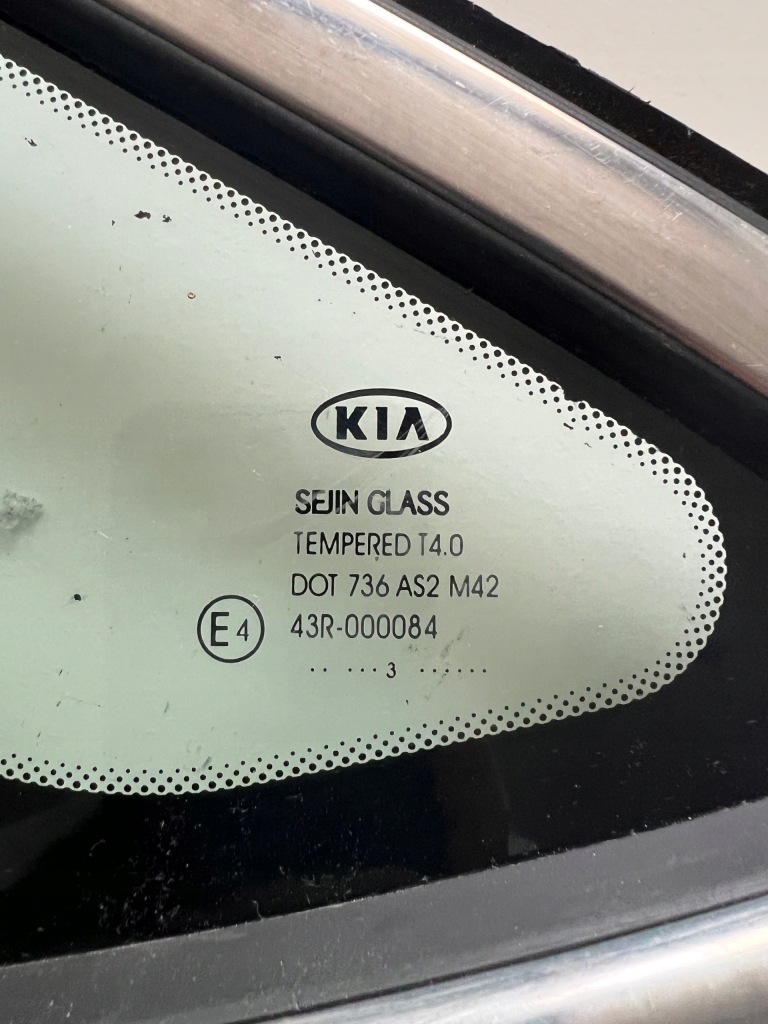 KIA
SEJIN GLASS
TEMPERED T4.0
DOT 736 AS2 M42
E4 43R-000084
·· ···· 3 ······